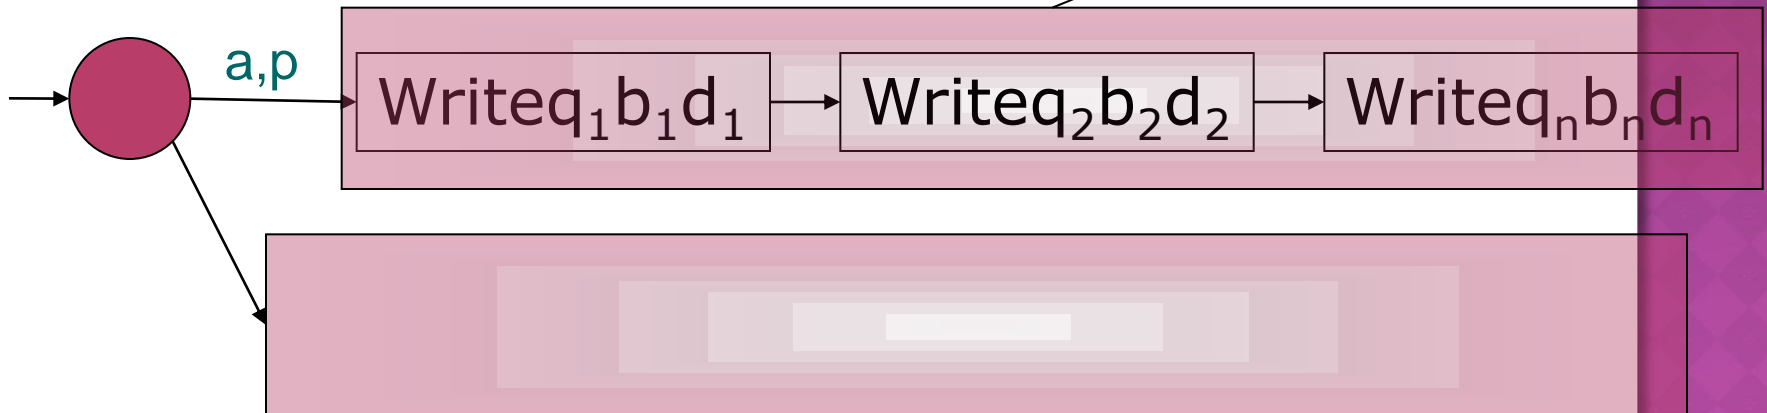 a,p
Writeq₁b₁d₁ Writeq₂b₂d₂ Writeqₙbₙdₙ